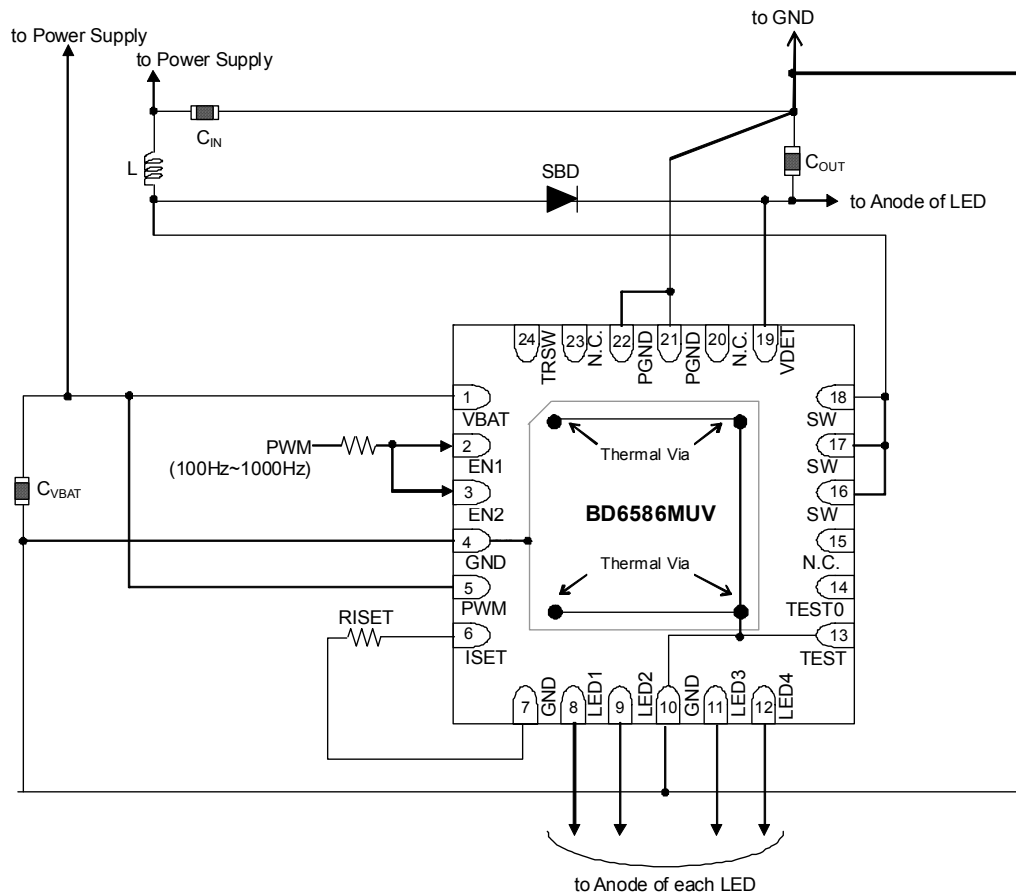 to GND
to Power Supply
to Power Supply
C_IN
L
SBD
C_OUT
to Anode of LED
24
23
22
21
20
19
TRSW
N.C.
PGND
PGND
N.C.
VDET
1
VBAT
18
SW
PWM
(100Hz~1000Hz)
2
EN1
Thermal Via
17
SW
C_VBAT
3
EN2
BD6586MUV
16
SW
4
GND
15
N.C.
Thermal Via
5
PWM
14
TEST0
RISET
6
ISET
13
TEST
GND
LED1
LED2
GND
LED3
LED4
7
8
9
10
11
12
to Anode of each LED